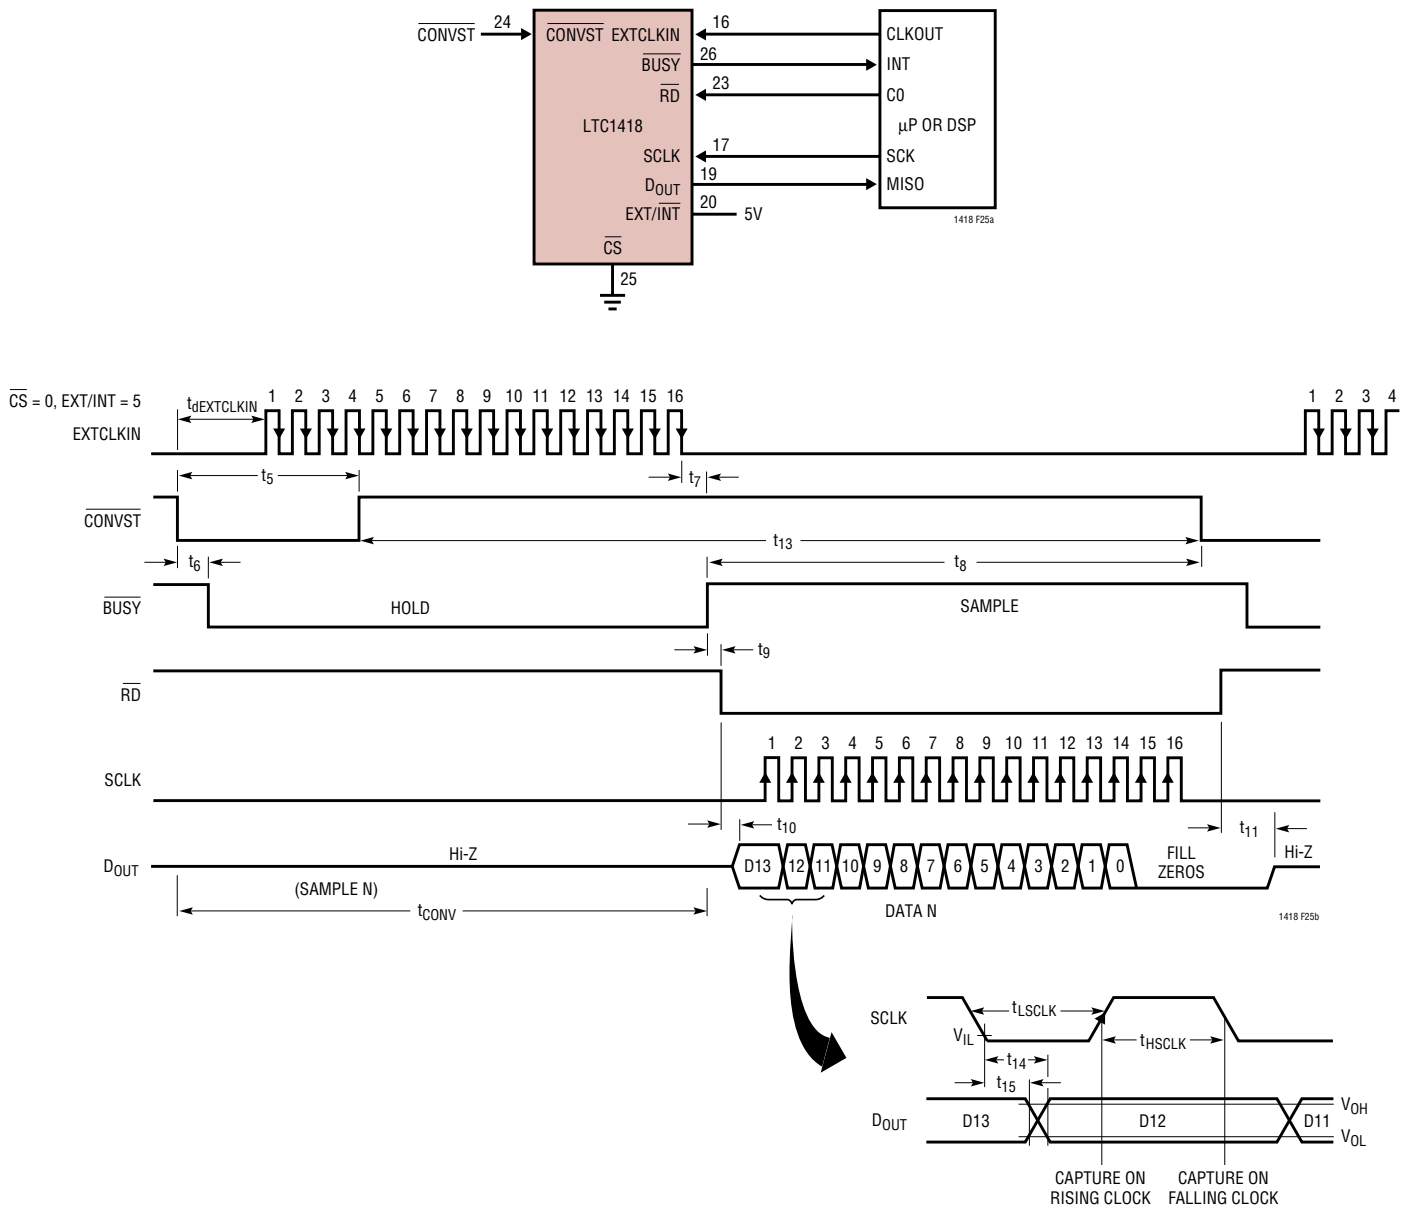 CONVST 24 CONVST EXTCLKIN 16 CLKOUT
BUSY 26 INT
RD 23 C0
LTC1418 µP OR DSP
SCLK 17 SCK
DOUT 19 MISO
EXT/INT 20 5V
1418 F25a
CS
25
CS = 0, EXT/INT = 5
tdEXTCLKIN
1 2 3 4 5 6 7 8 9 10 11 12 13 14 15 16
1 2 3 4
EXTCLKIN
t5
t7
CONVST
t13
t6
t8
BUSY
HOLD
SAMPLE
t9
RD
1 2 3 4 5 6 7 8 9 10 11 12 13 14 15 16
SCLK
t10
t11
DOUT
Hi-Z
D13 12 11 10 9 8 7 6 5 4 3 2 1 0
FILL
ZEROS
Hi-Z
(SAMPLE N)
tCONV
DATA N
1418 F25b
SCLK
tLSCLK
VIL
tHSCLK
t14
t15
DOUT
D13
D12
D11
VOH
VOL
CAPTURE ON
RISING CLOCK
CAPTURE ON
FALLING CLOCK